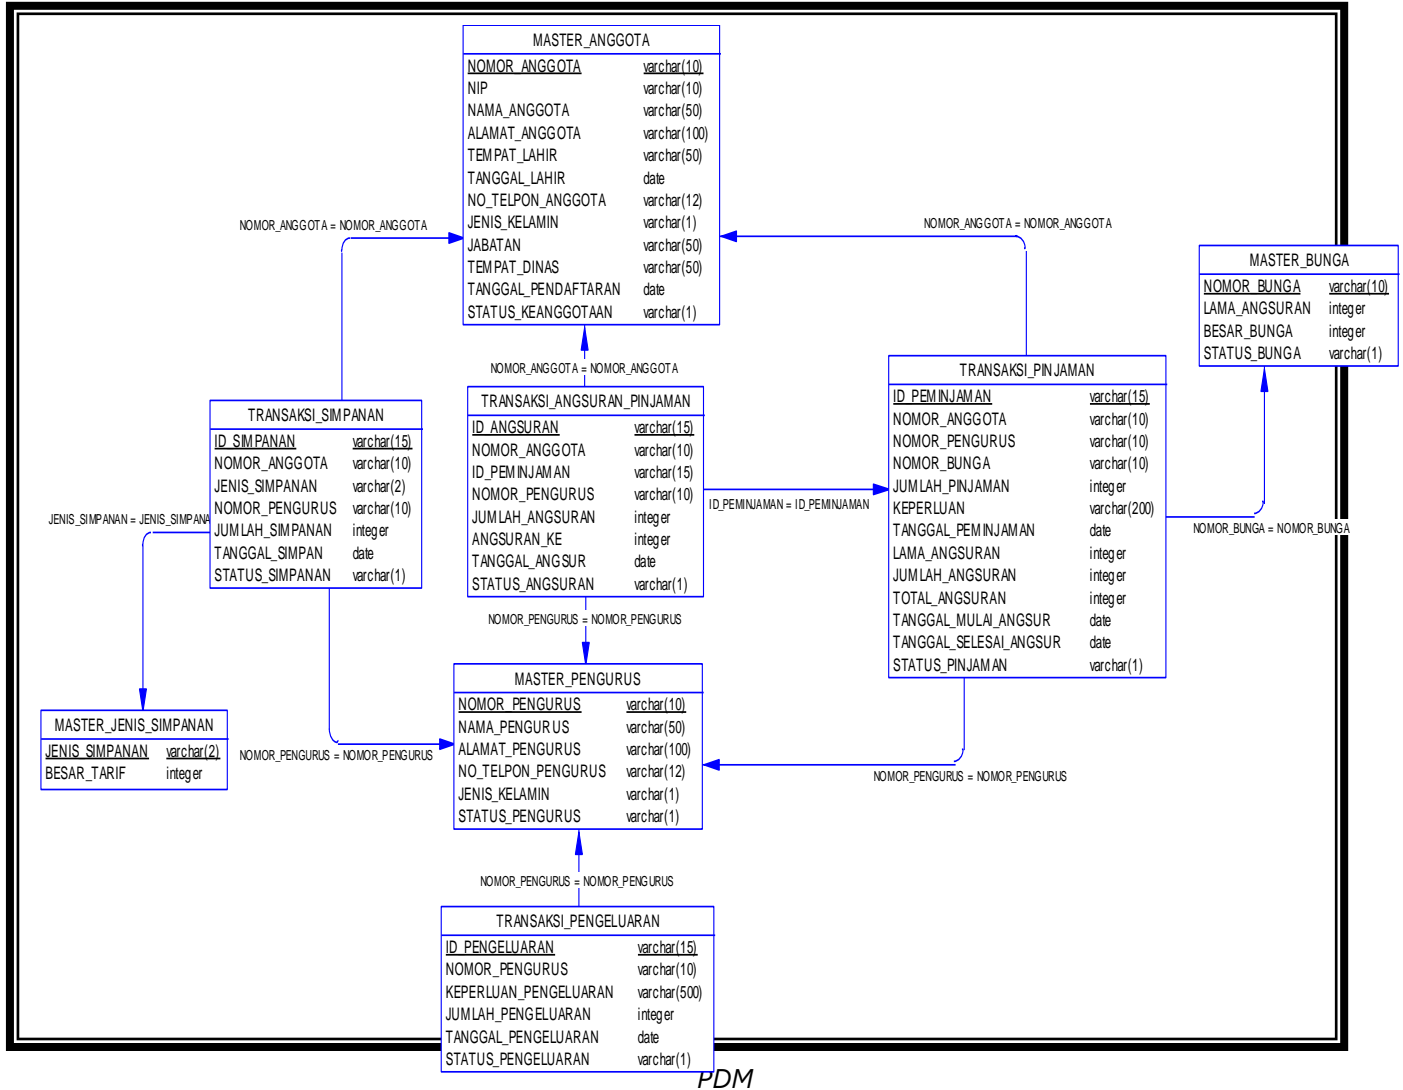 MASTER_ANGGOTA
NOMOR_ANGGOTA varchar(10)
NIP varchar(10)
NAMA_ANGGOTA varchar(50)
ALAMAT_ANGGOTA varchar(100)
TEMPAT_LAHIR varchar(50)
TANGGAL_LAHIR date
NO_TELPON_ANGGOTA varchar(12)
JENIS_KELAMIN varchar(1)
JABATAN varchar(50)
TEMPAT_DINAS varchar(50)
TANGGAL_PENDAFTARAN date
STATUS_KEANGGOTAAN varchar(1)
NOMOR_ANGGOTA = NOMOR_ANGGOTA
NOMOR_ANGGOTA = NOMOR_ANGGOTA
MASTER_BUNGA
NOMOR_BUNGA varchar(10)
LAMA_ANGSURAN integer
BESAR_BUNGA integer
STATUS_BUNGA varchar(1)
NOMOR_ANGGOTA = NOMOR_ANGGOTA
TRANSAKSI_SIMPANAN
ID_SIMPANAN varchar(15)
NOMOR_ANGGOTA varchar(10)
JENIS_SIMPANAN varchar(2)
NOMOR_PENGURUS varchar(10)
JUMLAH_SIMPANAN integer
TANGGAL_SIMPAN date
STATUS_SIMPANAN varchar(1)
TRANSAKSI_ANGSURAN_PINJAMAN
ID_ANGSURAN varchar(15)
NOMOR_ANGGOTA varchar(10)
ID_PEMINJAMAN varchar(15)
NOMOR_PENGURUS varchar(10)
JUMLAH_ANGSURAN integer
ANGSURAN_KE integer
TANGGAL_ANGSUR date
STATUS_ANGSURAN varchar(1)
TRANSAKSI_PINJAMAN
ID_PEMINJAMAN varchar(15)
NOMOR_ANGGOTA varchar(10)
NOMOR_PENGURUS varchar(10)
NOMOR_BUNGA varchar(10)
JUMLAH_PINJAMAN integer
KEPERLUAN varchar(200)
TANGGAL_PEMINJAMAN date
LAMA_ANGSURAN integer
JUMLAH_ANGSURAN integer
TOTAL_ANGSURAN integer
TANGGAL_MULAI_ANGSUR date
TANGGAL_SELESAI_ANGSUR date
STATUS_PINJAMAN varchar(1)
ID_PEMINJAMAN = ID_PEMINJAMAN
NOMOR_BUNGA = NOMOR_BUNGA
JENIS_SIMPANAN = JENIS_SIMPANA
NOMOR_PENGURUS = NOMOR_PENGURUS
MASTER_PENGURUS
NOMOR_PENGURUS varchar(10)
NAMA_PENGURUS varchar(50)
ALAMAT_PENGURUS varchar(100)
NO_TELPON_PENGURUS varchar(12)
JENIS_KELAMIN varchar(1)
STATUS_PENGURUS varchar(1)
MASTER_JENIS_SIMPANAN
JENIS_SIMPANAN varchar(2)
BESAR_TARIF integer
NOMOR_PENGURUS = NOMOR_PENGURUS
NOMOR_PENGURUS = NOMOR_PENGURUS
NOMOR_PENGURUS = NOMOR_PENGURUS
TRANSAKSI_PENGELUARAN
ID_PENGELUARAN varchar(15)
NOMOR_PENGURUS varchar(10)
KEPERLUAN_PENGELUARAN varchar(500)
JUMLAH_PENGELUARAN integer
TANGGAL_PENGELUARAN date
STATUS_PENGELUARAN varchar(1)
PDM